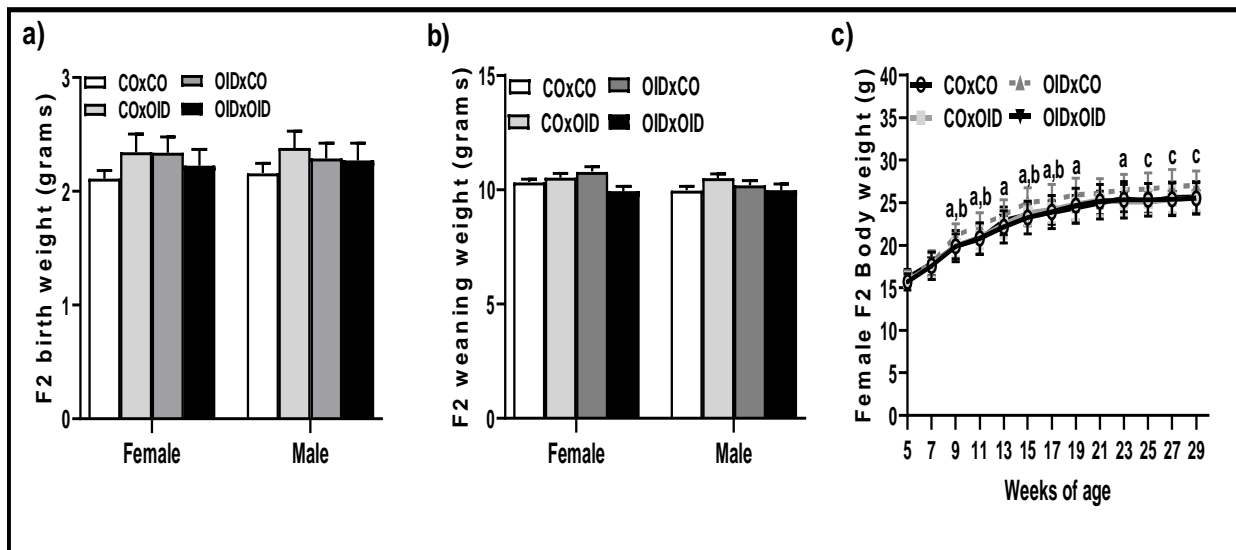 a)
F2 birth weight (grams)
COxCO OIDxCO
COxOID OIDxOID
3
2
1
0
Female Male
b)
F2 weaning weight (grams)
COxCO OIDxCO
COxOID OIDxOID
15
10
5
0
Female Male
c)
Female F2 Body weight (g)
COxCO OIDxCO
COxOID OIDxOID
40
35
30
25
20
15
10
5
0
a,b a,b a a,b a,b a a c c c
5 7 9 11 13 15 17 19 21 23 25 27 29
Weeks of age